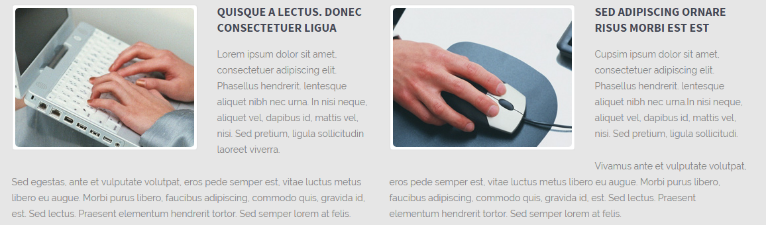 QUISQUE A LECTUS. DONEC
CONSECTETUER LIGUA
Lorem ipsum dolor sit amet,
consectetuer adipiscing elit.
Phasellus hendrerit. lentesque
aliquet nibh nec urna. In nisi neque,
aliquet vel, dapibus id, mattis vel,
nisi. Sed pretium, ligula sollicitudin
laoreet viverra.
Sed egestas, ante et vulputate volutpat, eros pede semper est, vitae luctus metus
libero eu augue. Morbi purus libero, faucibus adipiscing, commodo quis, gravida id,
est. Sed lectus. Praesent elementum hendrerit tortor. Sed semper lorem at felis.
SED ADIPISCING ORNARE
RISUS MORBI EST EST
Cupsim ipsum dolor sit amet,
consectetuer adipiscing elit.
Phasellus hendrerit. lentesque
aliquet nibh nec urna.In nisi neque,
aliquet vel, dapibus id, mattis vel,
nisi. Sed pretium, ligula sollicitudi.
Vivamus ante et vulputate volutpat,
eros pede semper est, vitae luctus metus libero eu augue. Morbi purus libero,
faucibus adipiscing, commodo quis, gravida id, est. Sed lectus. Praesent
elementum hendrerit tortor. Sed semper lorem at felis.